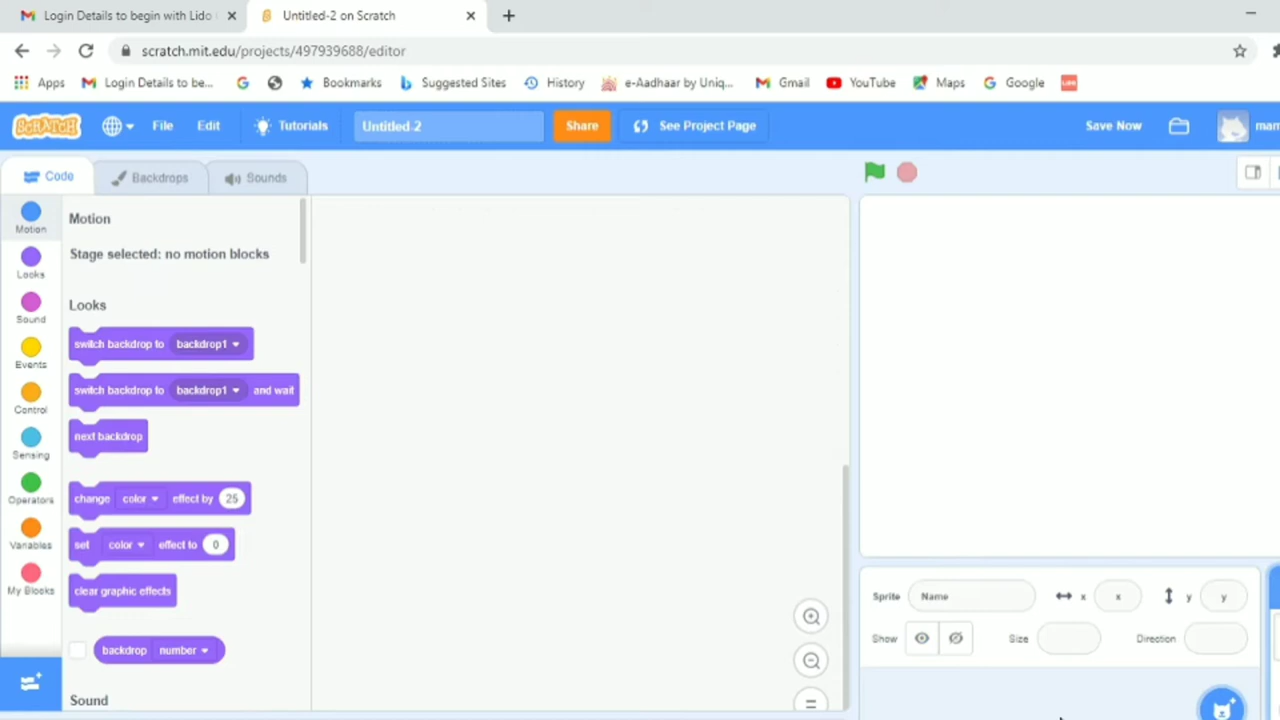 Login Details to begin with Lido
Untitled-2 on Scratch
scratch.mit.edu/projects/497939688/editor
Apps Login Details to be... Bookmarks Suggested Sites History e-Aadhaar by Uniq... Gmail YouTube Maps Google
SCRATCH File Edit Tutorials Untitled-2 Share See Project Page Save Now
Code Backdrops Sounds
Motion
Looks
Sound
Events
Control
Sensing
Operators
Variables
My Blocks
Motion
Stage selected: no motion blocks
Looks
switch backdrop to backdrop1
switch backdrop to backdrop1 and wait
next backdrop
change color effect by 25
set color effect to 0
clear graphic effects
backdrop number
Sound
Sprite Name x x y y
Show Size Direction